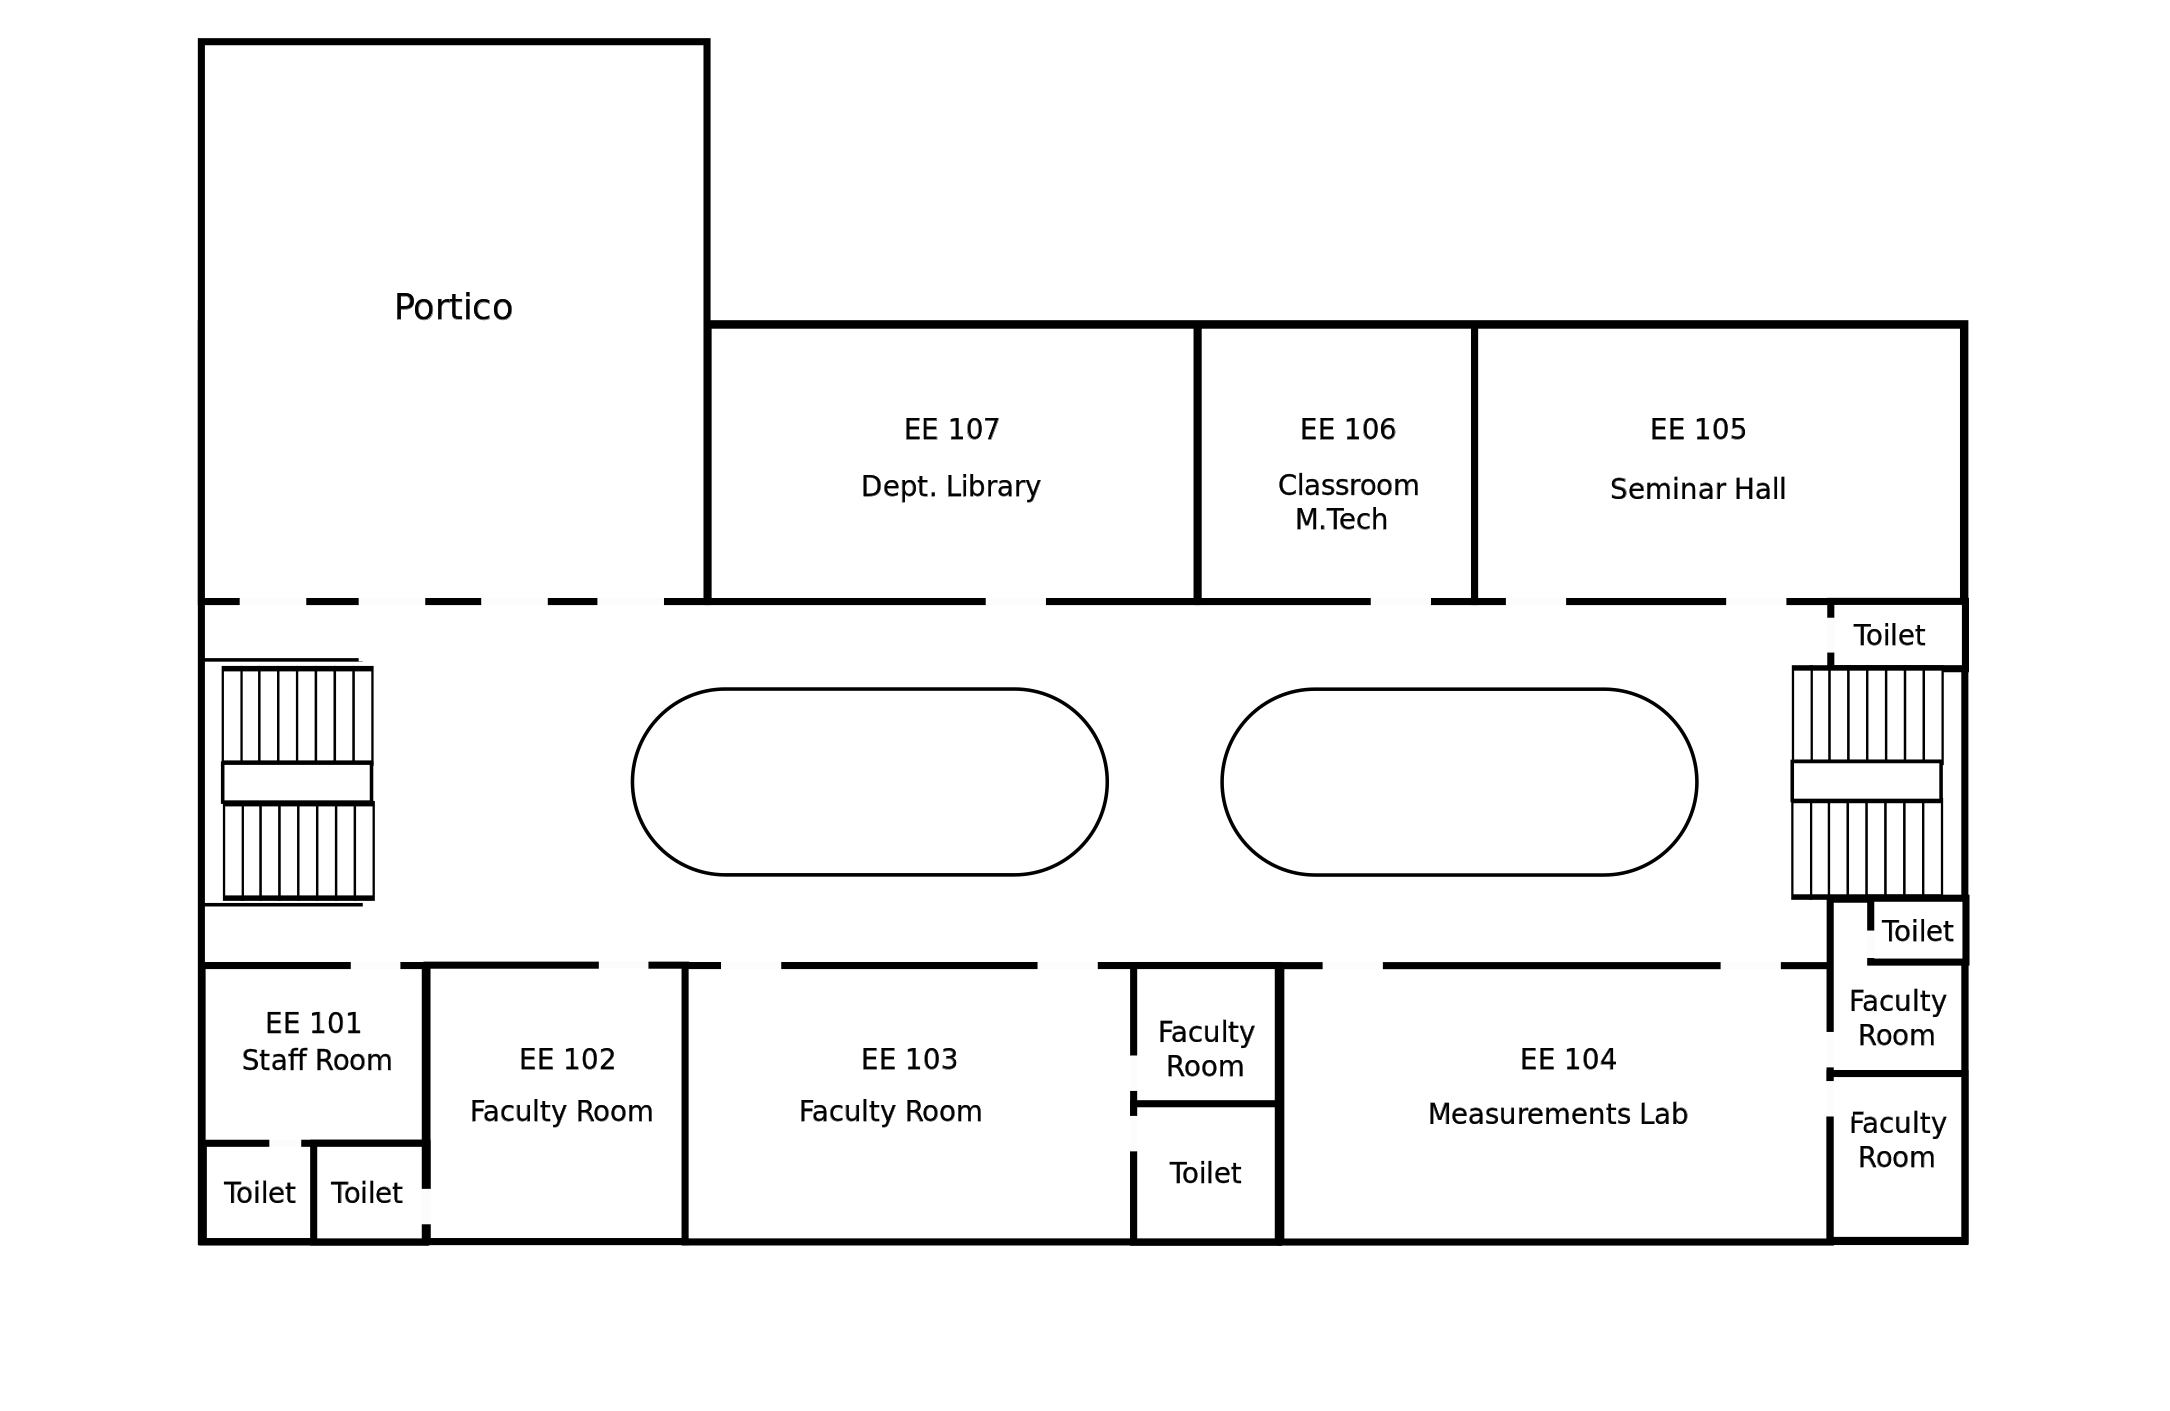 Portico
EE 107
Dept. Library
EE 106
Classroom
M.Tech
EE 105
Seminar Hall
Toilet
Toilet
EE 101
Staff Room
Toilet
Toilet
EE 102
Faculty Room
EE 103
Faculty Room
Faculty
Room
Toilet
EE 104
Measurements Lab
Faculty
Room
Faculty
Room